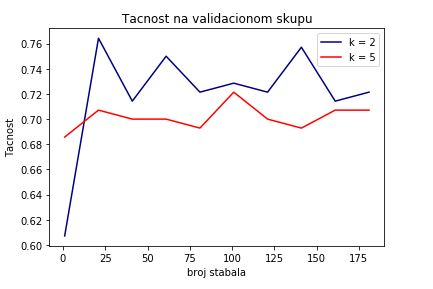 Tacnost na validacionom skupu
k = 2
k = 5
0.76
0.74
0.72
0.70
0.68
0.66
0.64
0.62
0.60
Tacnost
0 25 50 75 100 125 150 175
broj stabala